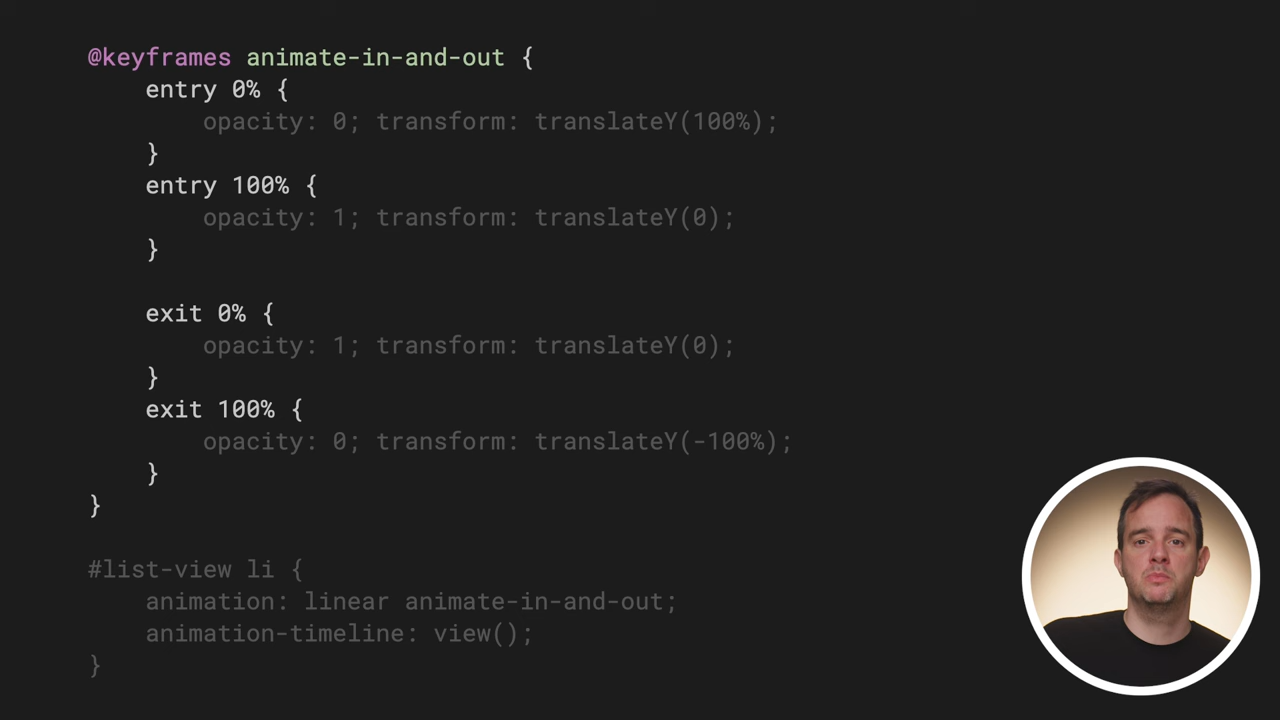 @keyframes animate-in-and-out {
entry 0% {
opacity: 0; transform: translateY(100%);
}
entry 100% {
opacity: 1; transform: translateY(0);
}
exit 0% {
opacity: 1; transform: translateY(0);
}
exit 100% {
opacity: 0; transform: translateY(-100%);
}
}
#list-view li {
animation: linear animate-in-and-out;
animation-timeline: view();
}